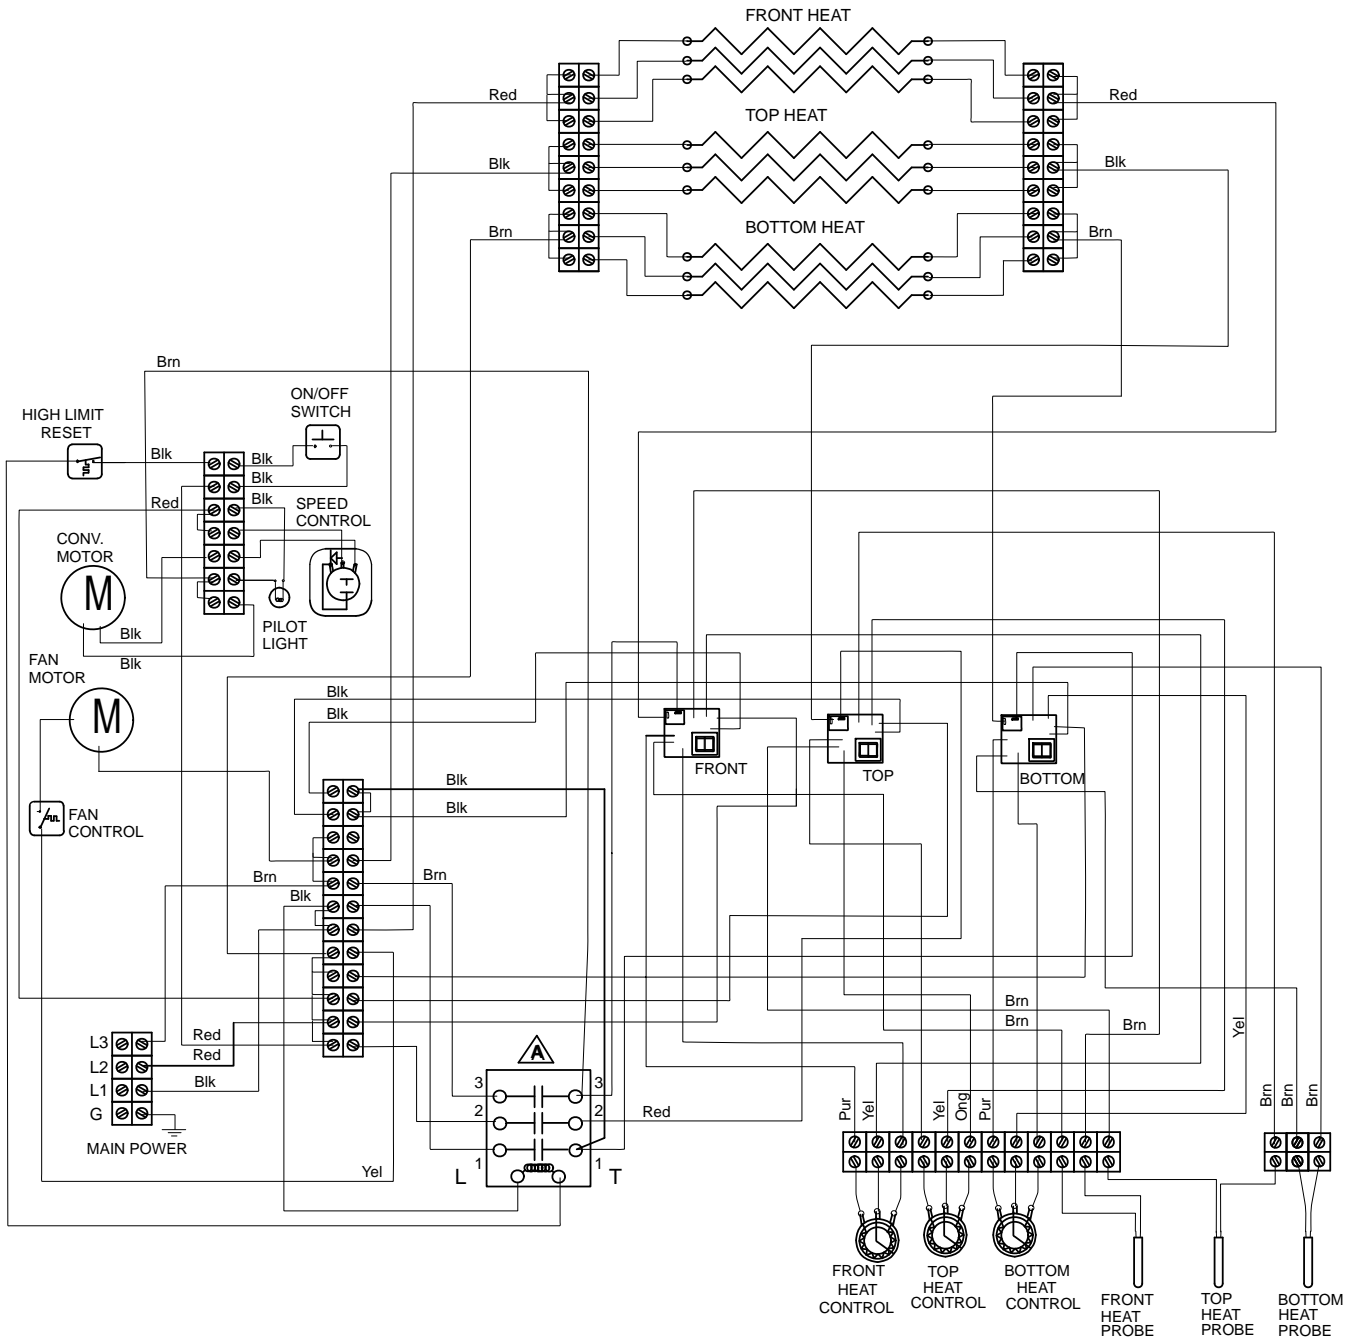 FRONT HEAT
Red
Red
TOP HEAT
Blk
Blk
BOTTOM HEAT
Brn
Brn
Brn
ON/OFF
SWITCH
HIGH LIMIT
RESET
Blk
Blk
Blk
Blk
Red
SPEED
CONTROL
CONV.
MOTOR
M
PILOT
LIGHT
Blk
Blk
FAN
MOTOR
M
Blk
Blk
FRONT
TOP
BOTTOM
Blk
Blk
FAN
CONTROL
Brn
Brn
Blk
Brn
Brn
Brn
Yel
L3
L2
L1
G
Red
Red
Blk
MAIN POWER
A
3
3
2
2
1
1
L
T
Red
Yel
Pur
Yel
Yel
Ong
Pur
Brn
Brn
Brn
FRONT
HEAT
CONTROL
TOP
HEAT
CONTROL
BOTTOM
HEAT
CONTROL
FRONT
HEAT
PROBE
TOP
HEAT
PROBE
BOTTOM
HEAT
PROBE